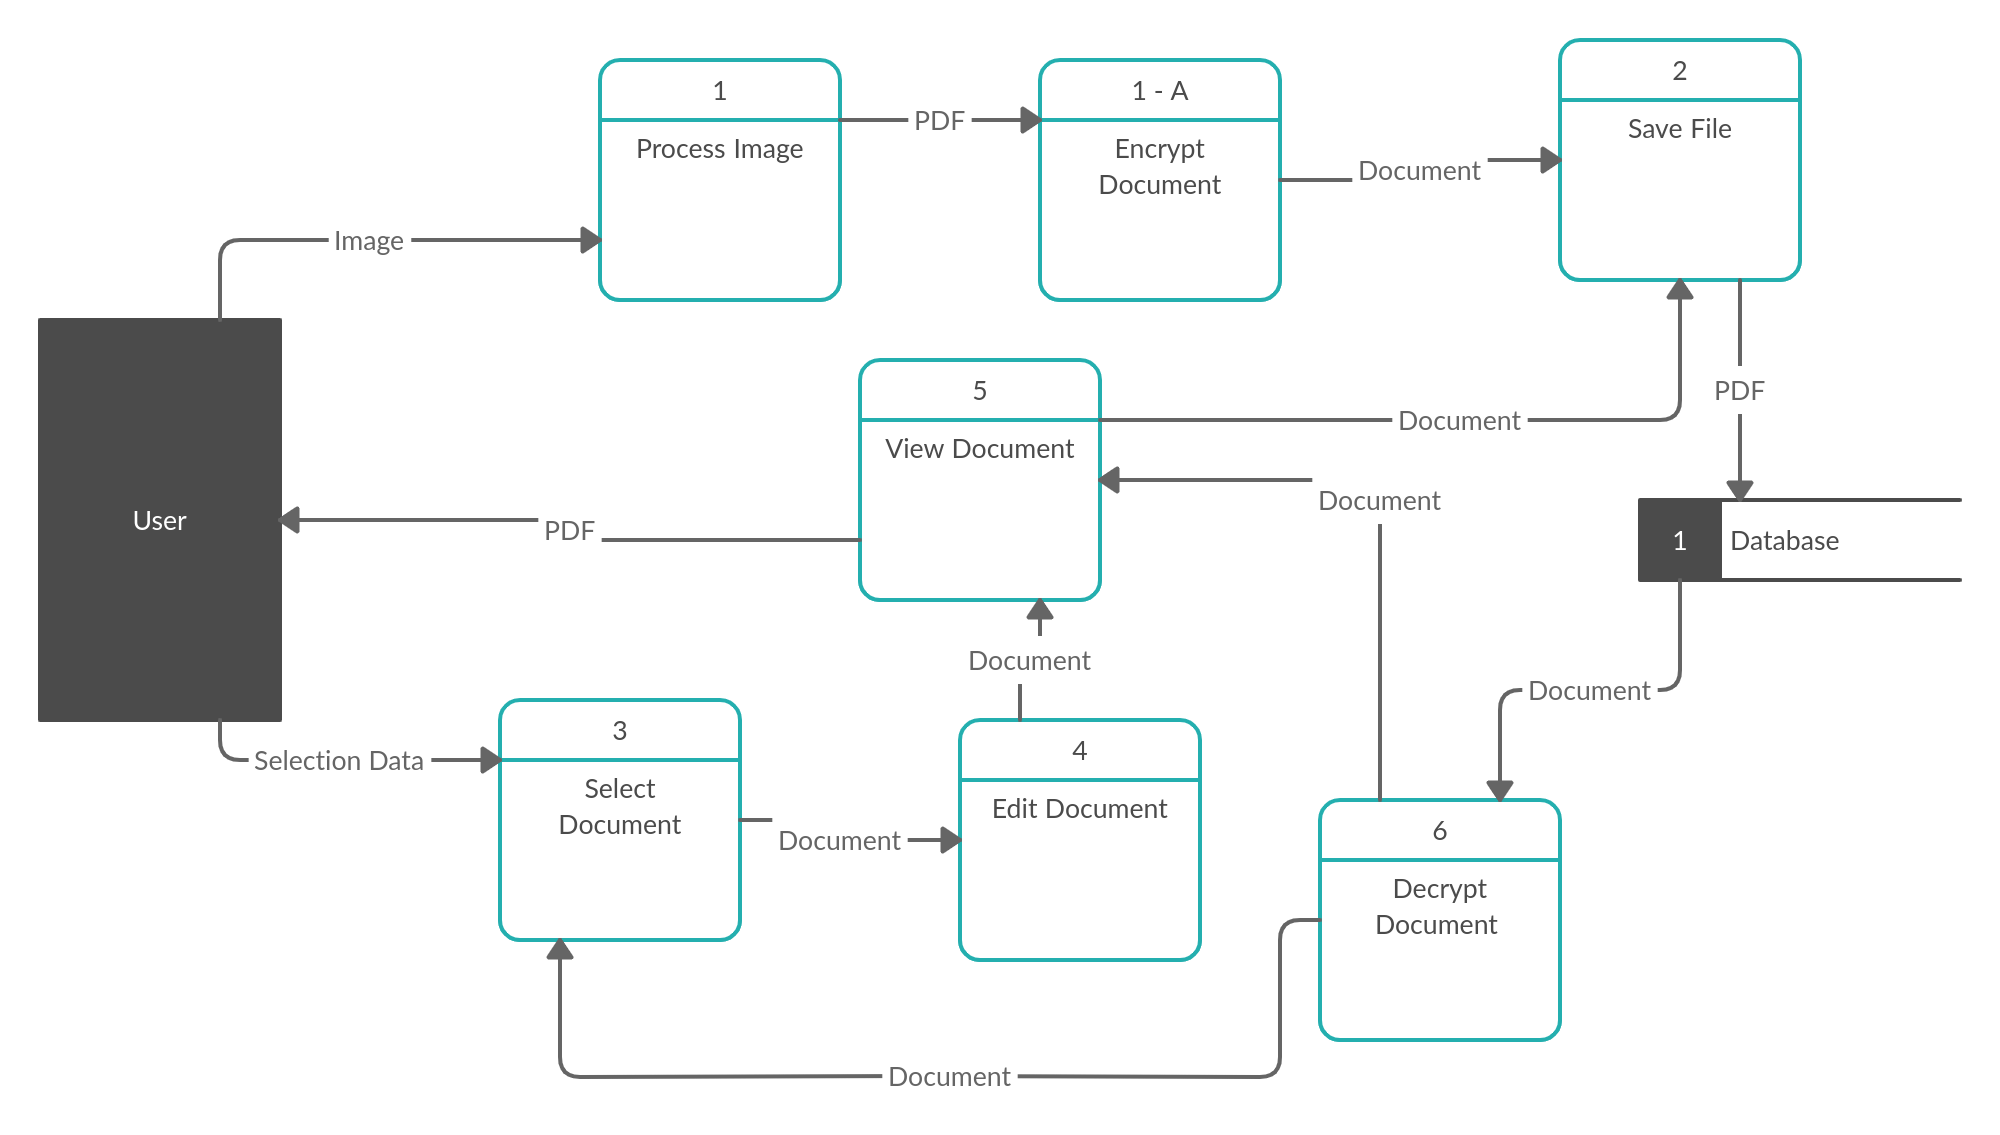 1
Process Image
PDF
1 - A
Encrypt
Document
Document
2
Save File
Image
User
5
View Document
Document
PDF
Document
PDF
1
Database
Document
Document
Selection Data
3
Select
Document
Document
4
Edit Document
6
Decrypt
Document
Document